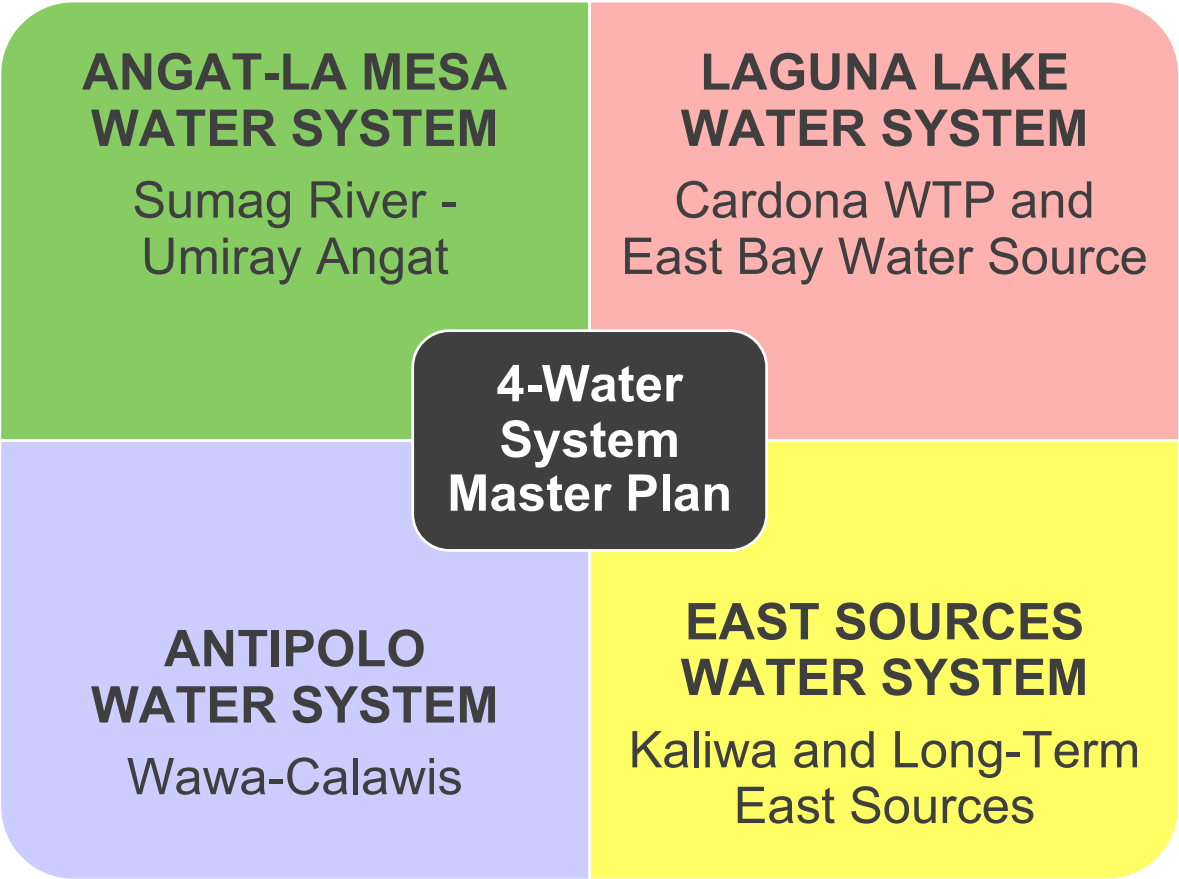 ANGAT-LA MESA
WATER SYSTEM
Sumag River -
Umiray Angat
LAGUNA LAKE
WATER SYSTEM
Cardona WTP and
East Bay Water Source
4-Water
System
Master Plan
ANTIPOLO
WATER SYSTEM
Wawa-Calawis
EAST SOURCES
WATER SYSTEM
Kaliwa and Long-Term
East Sources